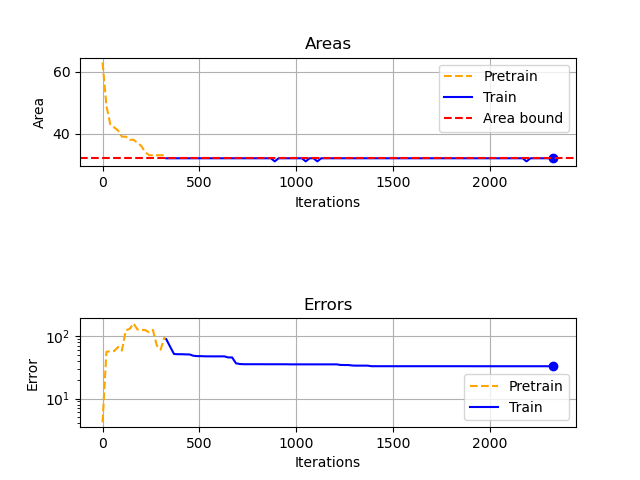 Areas
60
40
Area
Pretrain
Train
Area bound
0
500
1000
1500
2000
Iterations
Errors
10²
10¹
Error
Pretrain
Train
0
500
1000
1500
2000
Iterations